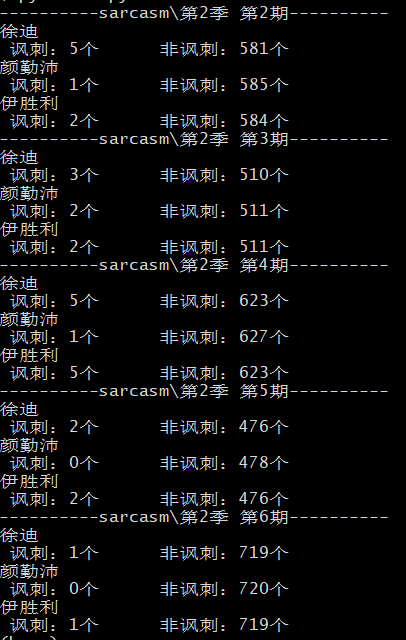 ----------sarcasm\第2季 第2期----------
徐迪
讽刺：5个 非讽刺：581个
颜勤沛
讽刺：1个 非讽刺：585个
伊胜利
讽刺：2个 非讽刺：584个
----------sarcasm\第2季 第3期----------
徐迪
讽刺：3个 非讽刺：510个
颜勤沛
讽刺：2个 非讽刺：511个
伊胜利
讽刺：2个 非讽刺：511个
----------sarcasm\第2季 第4期----------
徐迪
讽刺：5个 非讽刺：623个
颜勤沛
讽刺：1个 非讽刺：627个
伊胜利
讽刺：5个 非讽刺：623个
----------sarcasm\第2季 第5期----------
徐迪
讽刺：2个 非讽刺：476个
颜勤沛
讽刺：0个 非讽刺：478个
伊胜利
讽刺：2个 非讽刺：476个
----------sarcasm\第2季 第6期----------
徐迪
讽刺：1个 非讽刺：719个
颜勤沛
讽刺：0个 非讽刺：720个
伊胜利
讽刺：1个 非讽刺：719个